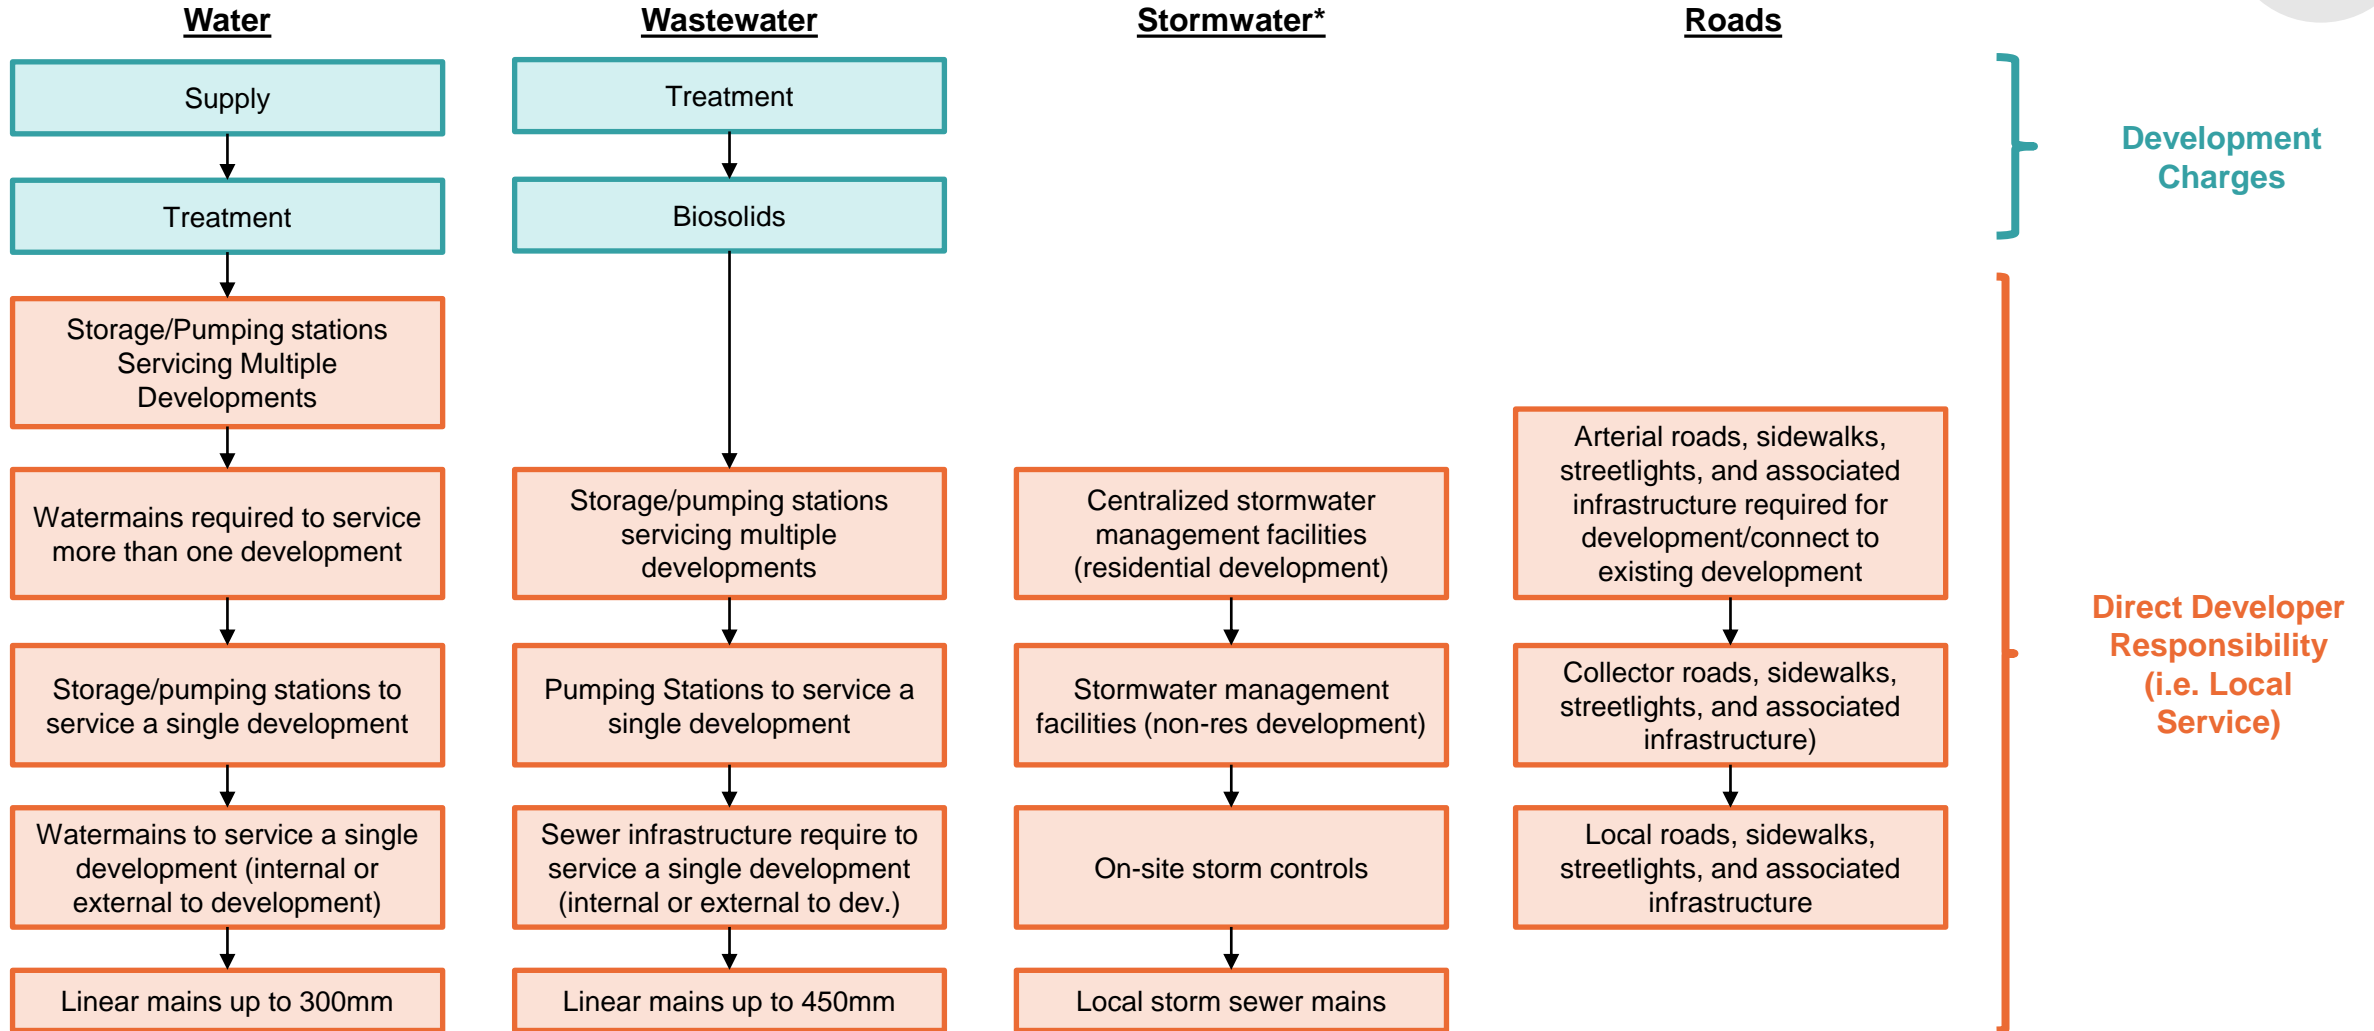 Water
Supply
Treatment
Storage/Pumping stations
Servicing Multiple
Developments
Watermains required to service
more than one development
Storage/pumping stations to
service a single development
Watermains to service a single
development (internal or
external to development)
Linear mains up to 300mm
Wastewater
Treatment
Biosolids
Storage/pumping stations
servicing multiple
developments
Pumping Stations to service a
single development
Sewer infrastructure require to
service a single development
(internal or external to dev.)
Linear mains up to 450mm
Stormwater*
Centralized stormwater
management facilities
(residential development)
Stormwater management
facilities (non-res development)
On-site storm controls
Local storm sewer mains
Roads
Arterial roads, sidewalks,
streetlights, and associated
infrastructure required for
development/connect to
existing development
Collector roads, sidewalks,
streetlights, and associated
infrastructure)
Local roads, sidewalks,
streetlights, and associated
infrastructure
Development
Charges
Direct Developer
Responsibility
(i.e. Local
Service)